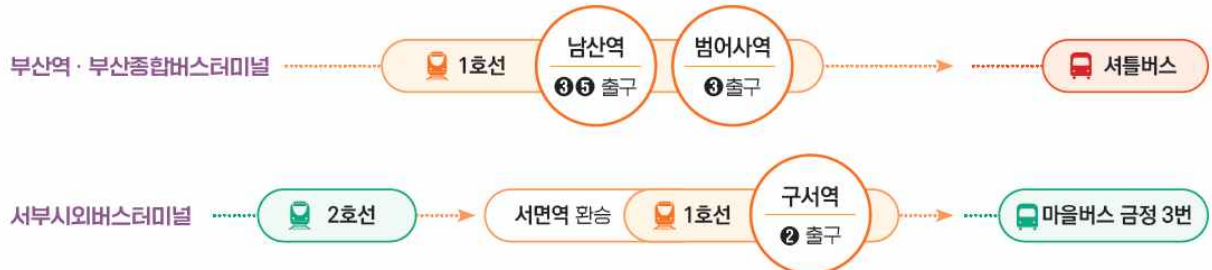 부산역 · 부산종합버스터미널 1호선 남산역 ❸❺ 출구 범어사역 ❸출구 셔틀버스
서부시외버스터미널 2호선 서면역 환승 1호선 구서역 ❷ 출구 마을버스 금정 3번